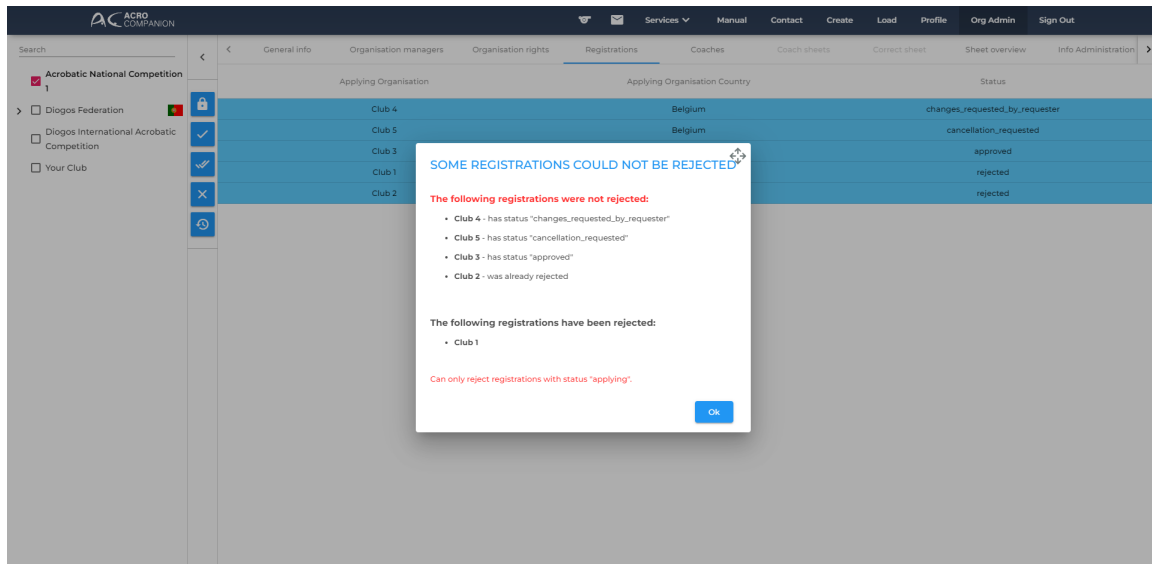 ACRO
COMPANION
Services
Manual
Contact
Create
Load
Profile
Org Admin
Sign Out
Search
Acrobatic National Competition
1
Diogos Federation
Diogos International Acrobatic
Competition
Your Club
General info
Organisation managers
Organisation rights
Registrations
Coaches
Coach sheets
Correct sheet
Sheet overview
Info Administration
Applying Organisation
Applying Organisation Country
Status
Club 4
Belgium
changes_requested_by_requester
Club 5
Belgium
cancellation_requested
Club 3
approved
Club 1
rejected
Club 2
rejected
SOME REGISTRATIONS COULD NOT BE REJECTED
The following registrations were not rejected:
• Club 4 - has status "changes_requested_by_requester"
• Club 5 - has status "cancellation_requested"
• Club 3 - has status "approved"
• Club 2 - was already rejected
The following registrations have been rejected:
• Club 1
Can only reject registrations with status "applying".
Ok